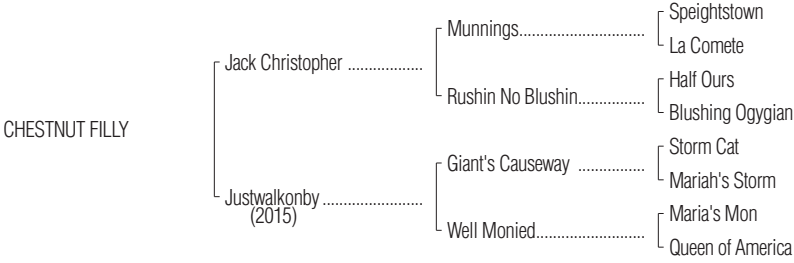 Speightstown
Munnings..............................
La Comete
Jack Christopher ..................
Half Ours
Rushin No Blushin................
Blushing Ogygian
CHESTNUT FILLY
Storm Cat
Giant's Causeway ................
Mariah's Storm
Justwalkonby ........................
(2015)
Maria's Mon
Well Monied..........................
Queen of America